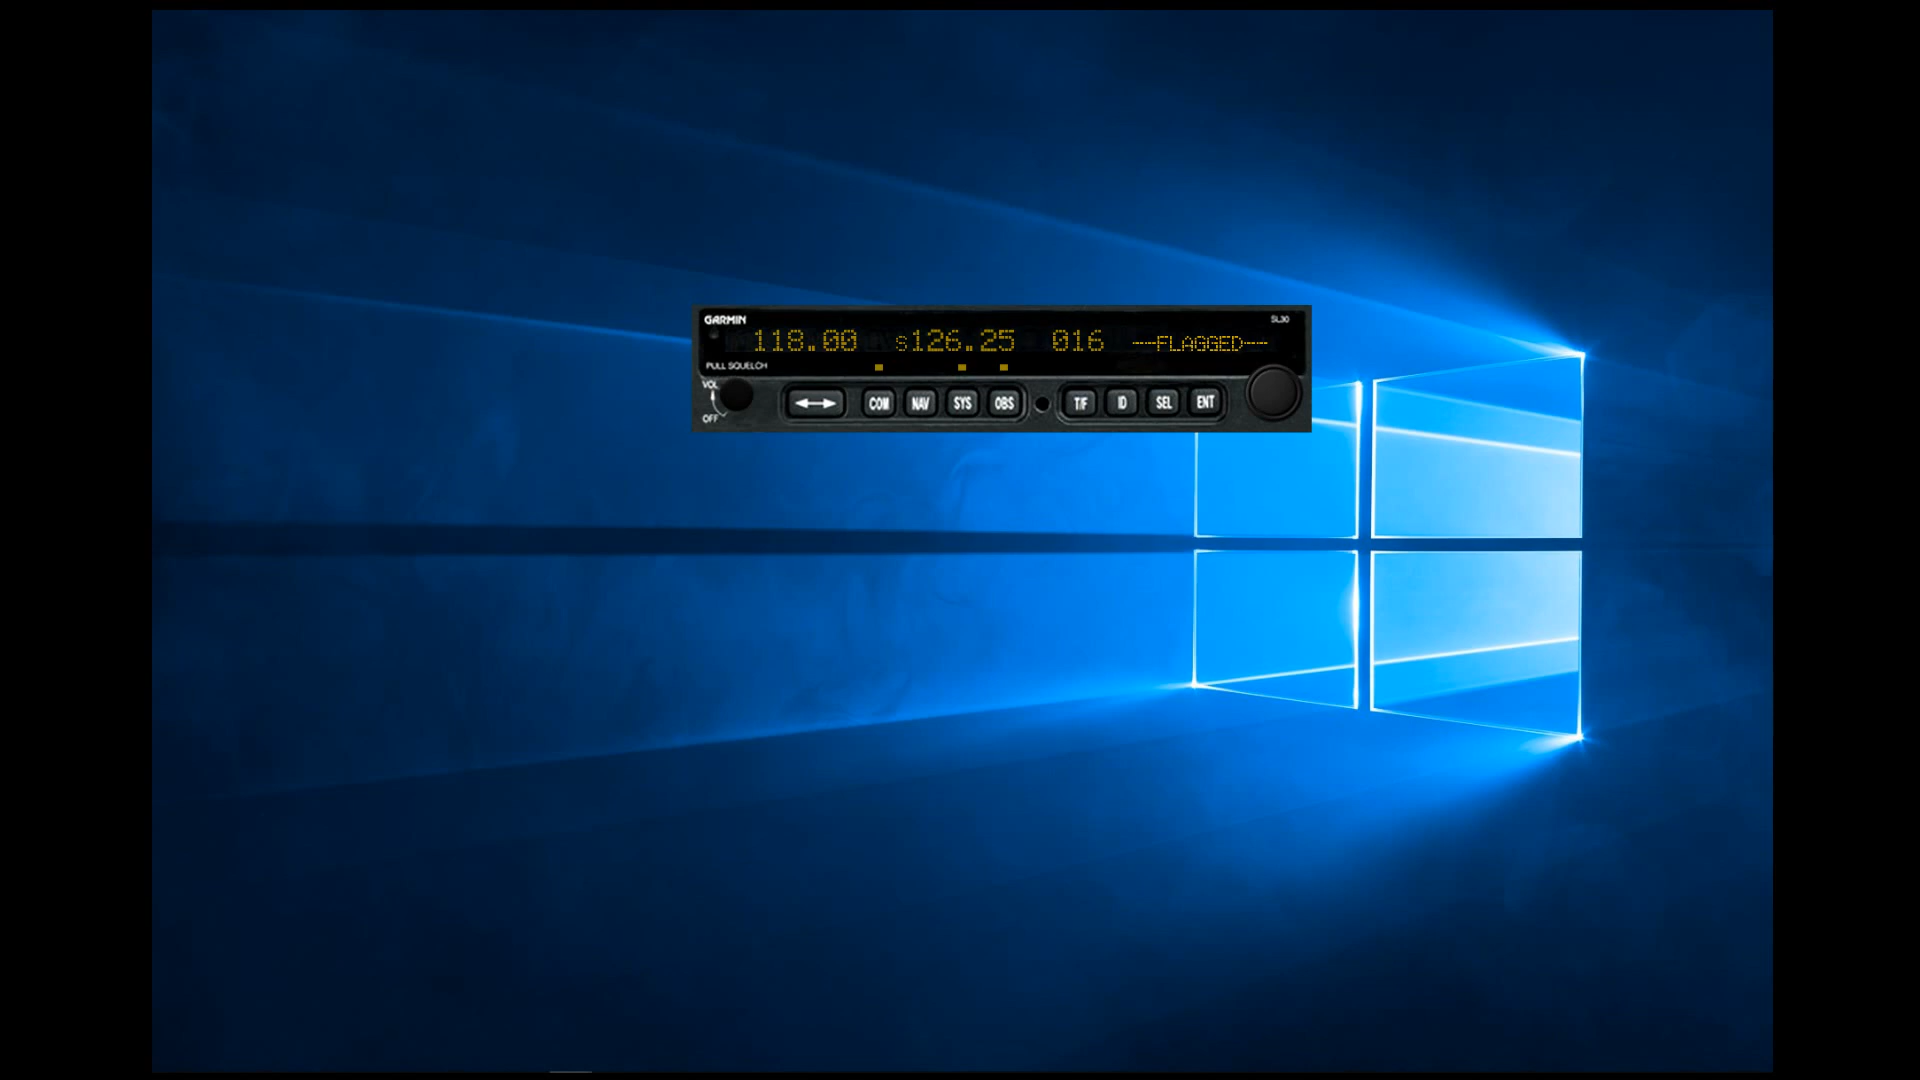 GARMIN
SL30
118.00 s126.25 016 ––FLAGGED––
PULL SQUELCH
VOL
OFF
COM NAV SYS OBS T/F ID SEL ENT